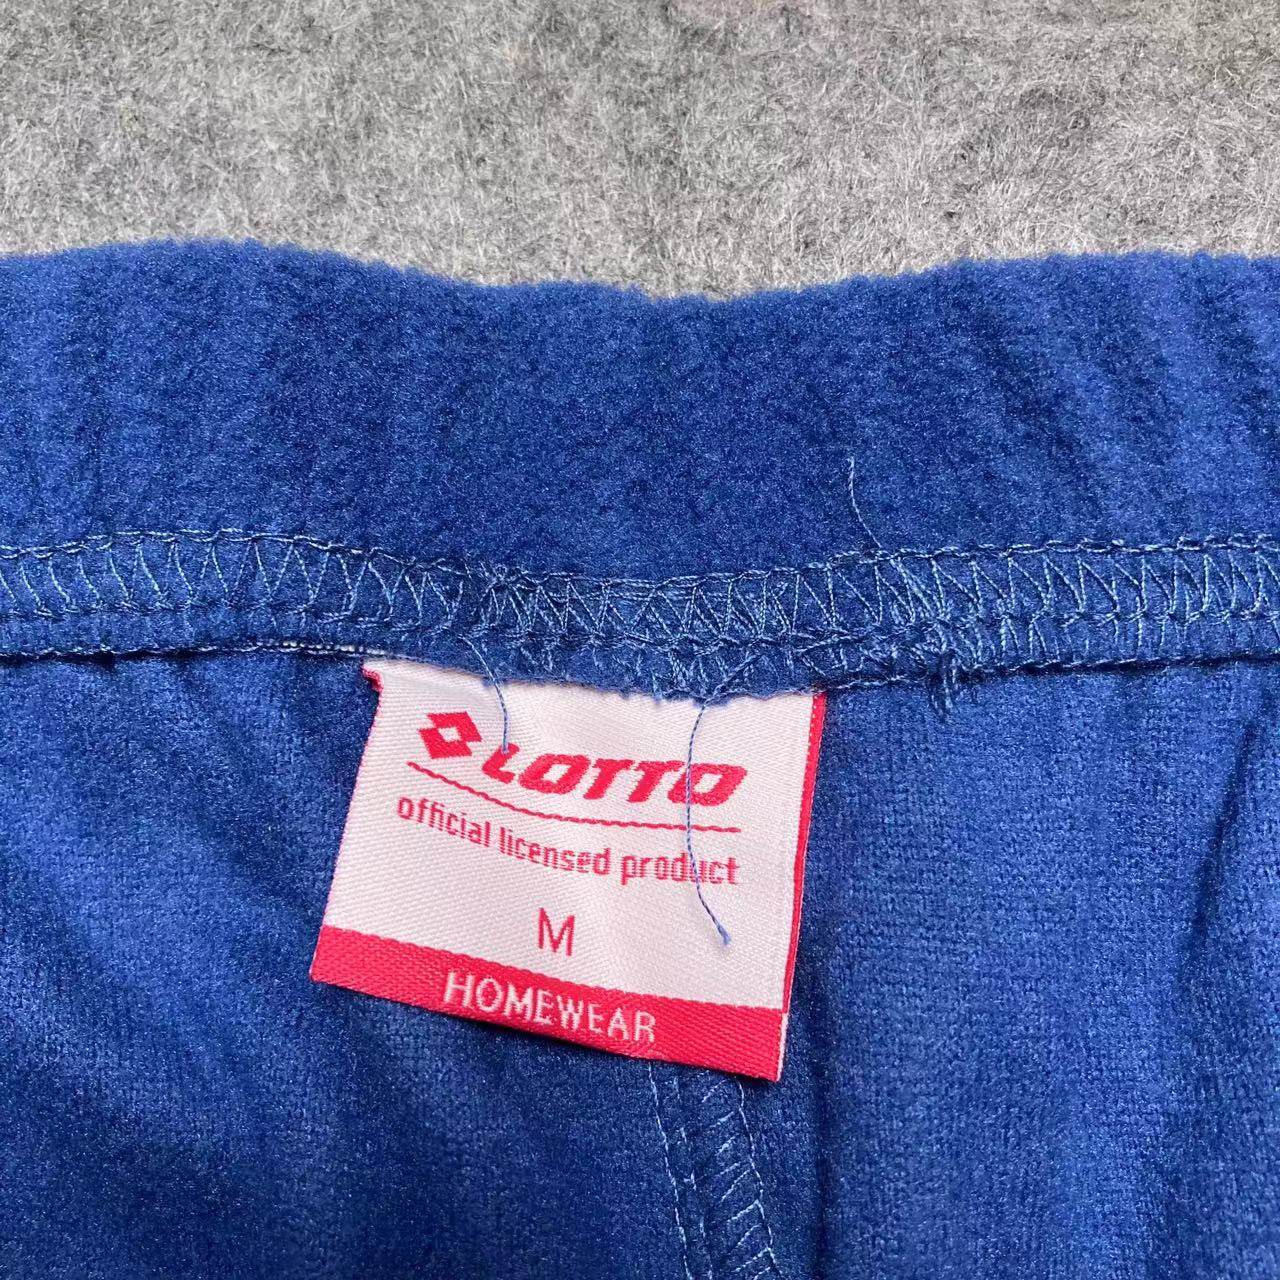 LOTTO
official licensed product
M
HOMEWEAR